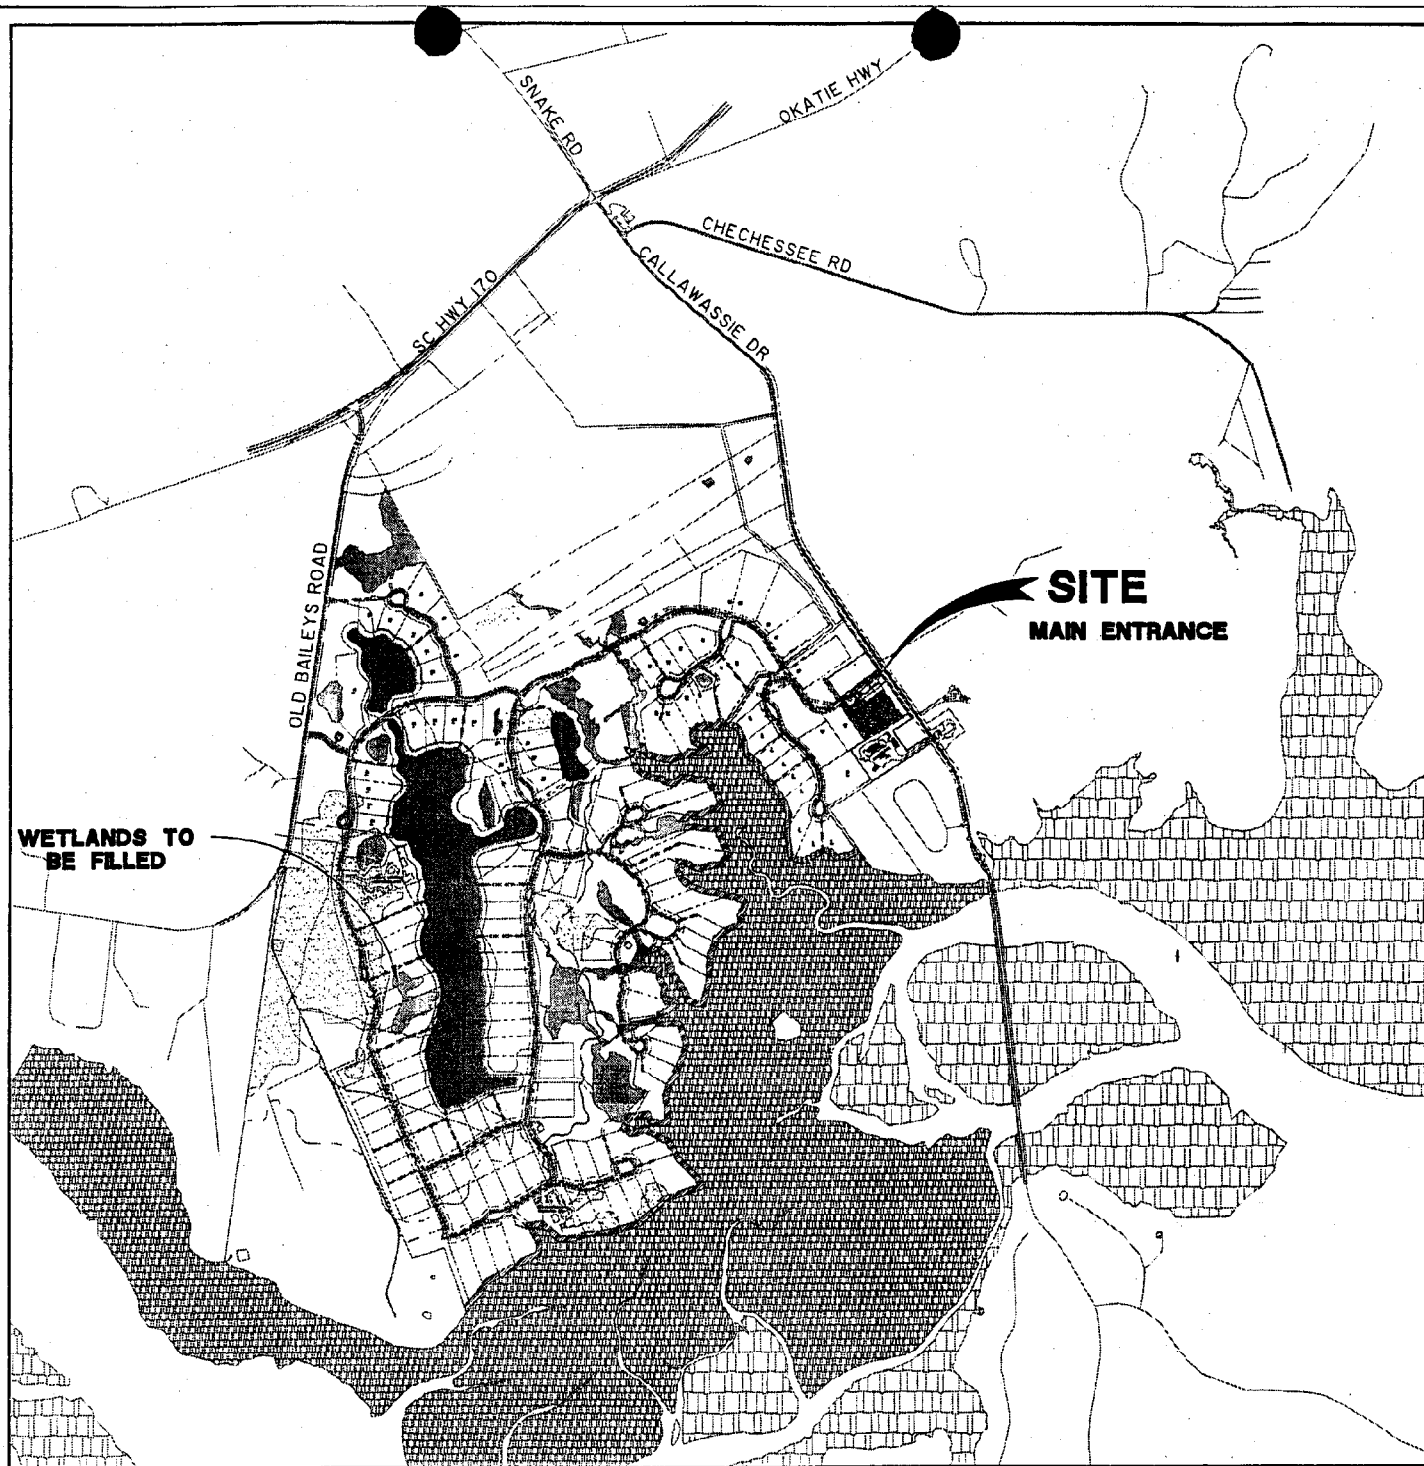 SNAKE RD
OKATIE HWY
CHECHESSEE RD
CALLAWASSIE DR
SC HWY 170
OLD BAILEYS ROAD
SITE
MAIN ENTRANCE
WETLANDS TO
BE FILLED